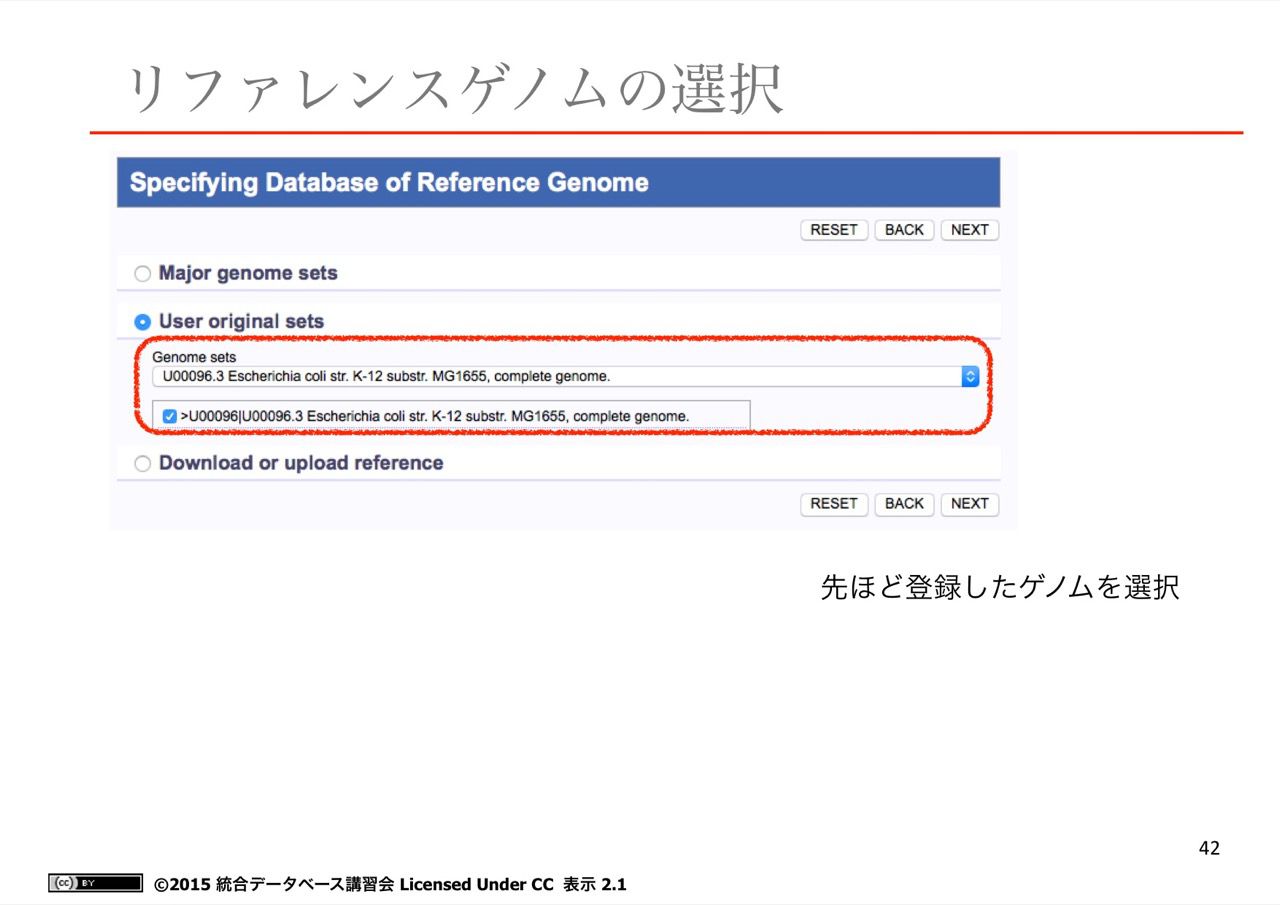 リファレンスゲノムの選択
Specifying Database of Reference Genome
RESET BACK NEXT
Major genome sets
User original sets
Genome sets
U00096.3 Escherichia coli str. K-12 substr. MG1655, complete genome.
>U00096|U00096.3 Escherichia coli str. K-12 substr. MG1655, complete genome.
Download or upload reference
RESET BACK NEXT
先ほど登録したゲノムを選択
42
cc BY ©2015 統合データベース講習会 Licensed Under CC 表示 2.1